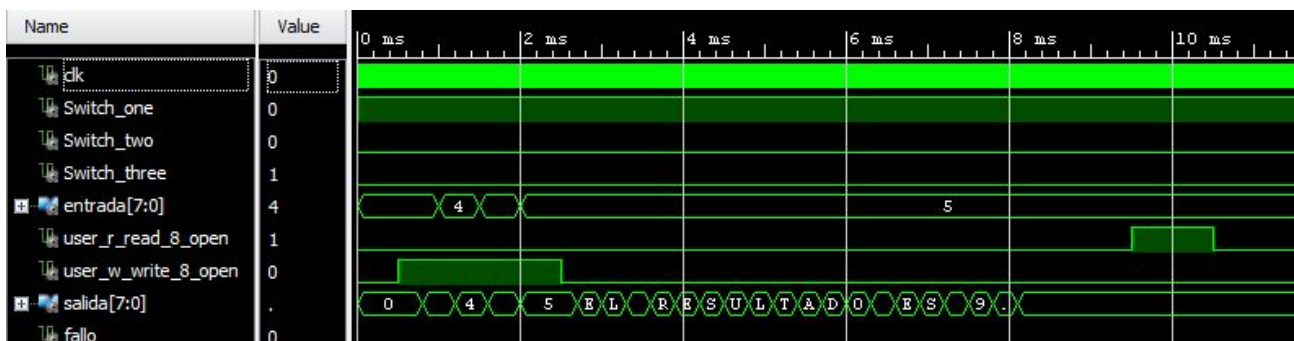 Name Value 0 ms 2 ms 4 ms 6 ms 8 ms 10 ms
clk 0
Switch_one 0
Switch_two 0
Switch_three 1
entrada[7:0] 4 4 5
user_r_read_8_open 1
user_w_write_8_open 0
salida[7:0] . 0 4 5 E L R E S U L T A D O E S 9 .
fallo 0